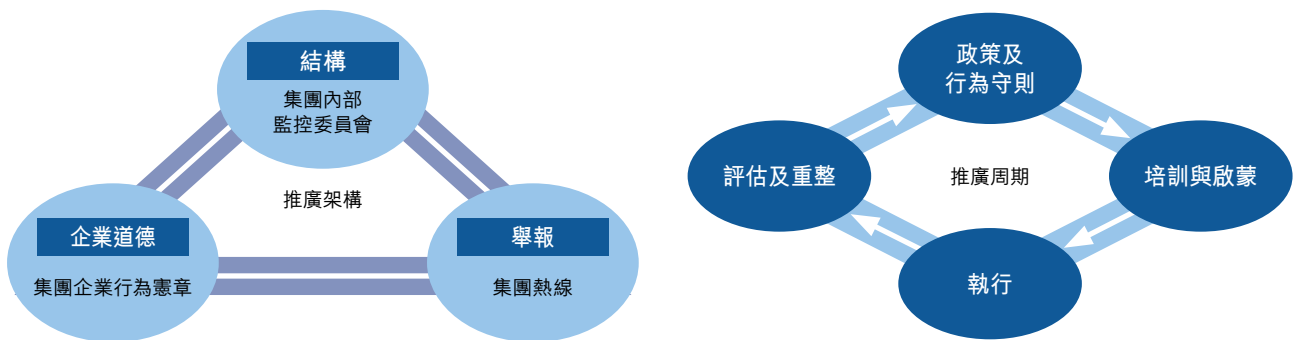 結構
集團內部
監控委員會
推廣架構
企業道德
集團企業行為憲章
舉報
集團熱線
政策及
行為守則
評估及重整
推廣周期
培訓與啟蒙
執行